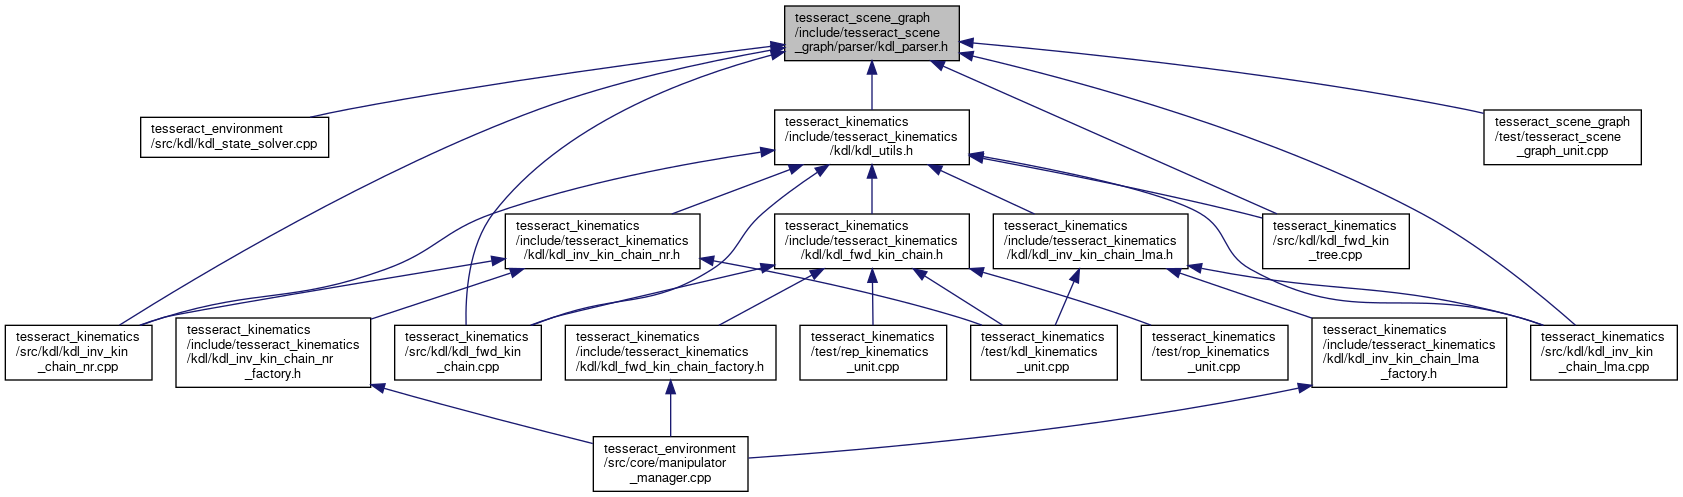 tesseract_scene_graph
/include/tesseract_scene
_graph/parser/kdl_parser.h
tesseract_environment
/src/kdl/kdl_state_solver.cpp
tesseract_kinematics
/include/tesseract_kinematics
/kdl/kdl_utils.h
tesseract_scene_graph
/test/tesseract_scene
_graph_unit.cpp
tesseract_kinematics
/include/tesseract_kinematics
/kdl/kdl_inv_kin_chain_nr.h
tesseract_kinematics
/include/tesseract_kinematics
/kdl/kdl_fwd_kin_chain.h
tesseract_kinematics
/include/tesseract_kinematics
/kdl/kdl_inv_kin_chain_lma.h
tesseract_kinematics
/src/kdl/kdl_fwd_kin
_tree.cpp
tesseract_kinematics
/src/kdl/kdl_inv_kin
_chain_nr.cpp
tesseract_kinematics
/include/tesseract_kinematics
/kdl/kdl_inv_kin_chain_nr
_factory.h
tesseract_kinematics
/src/kdl/kdl_fwd_kin
_chain.cpp
tesseract_kinematics
/include/tesseract_kinematics
/kdl/kdl_fwd_kin_chain_factory.h
tesseract_kinematics
/test/rep_kinematics
_unit.cpp
tesseract_kinematics
/test/kdl_kinematics
_unit.cpp
tesseract_kinematics
/test/rop_kinematics
_unit.cpp
tesseract_kinematics
/include/tesseract_kinematics
/kdl/kdl_inv_kin_chain_lma
_factory.h
tesseract_kinematics
/src/kdl/kdl_inv_kin
_chain_lma.cpp
tesseract_environment
/src/core/manipulator
_manager.cpp